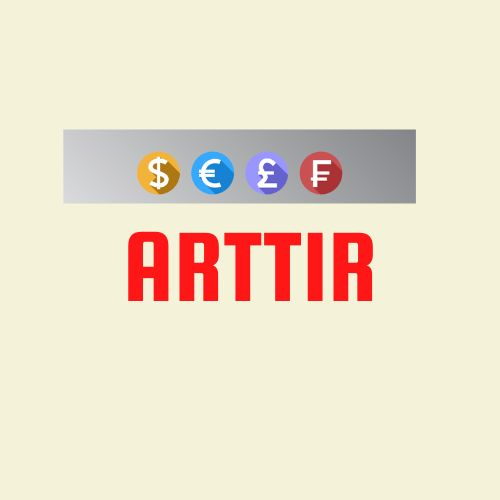 $ € £ ₣
ARTTIR